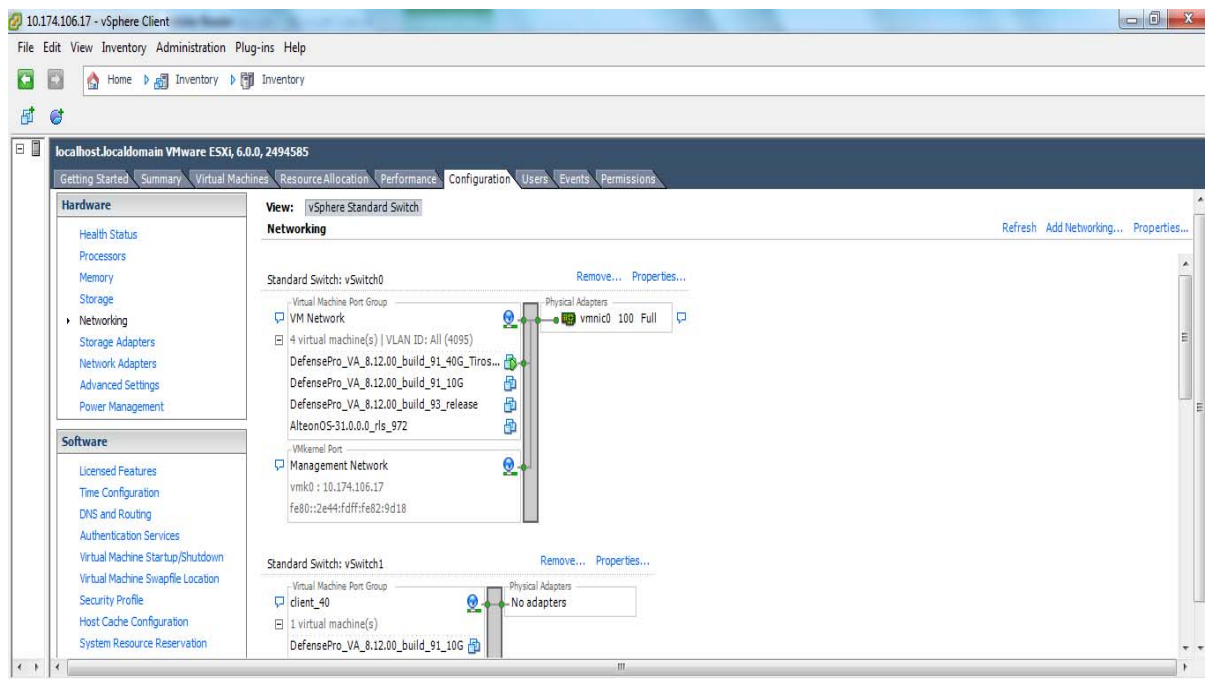 10.174.106.17 - vSphere Client
File Edit View Inventory Administration Plug-ins Help
Home Inventory Inventory
localhost.localdomain VMware ESXi, 6.0.0, 2494585
Getting Started Summary Virtual Machines Resource Allocation Performance Configuration Users Events Permissions
Hardware
Health Status
Processors
Memory
Storage
Networking
Storage Adapters
Network Adapters
Advanced Settings
Power Management
Software
Licensed Features
Time Configuration
DNS and Routing
Authentication Services
Virtual Machine Startup/Shutdown
Virtual Machine Swapfile Location
Security Profile
Host Cache Configuration
System Resource Reservation
View: vSphere Standard Switch
Networking
Refresh Add Networking... Properties...
Standard Switch: vSwitch0 Remove... Properties...
Virtual Machine Port Group
VM Network
4 virtual machine(s) | VLAN ID: All (4095)
DefensePro_VA_8.12.00_build_91_40G_Tiros...
DefensePro_VA_8.12.00_build_91_10G
DefensePro_VA_8.12.00_build_93_release
AlteonOS-31.0.0.0_rls_972
Physical Adapters
vmnic0 100 Full
VMkernel Port
Management Network
vmk0 : 10.174.106.17
fe80::2e44:fdff:fe82:9d18
Standard Switch: vSwitch1 Remove... Properties...
Virtual Machine Port Group
client_40
1 virtual machine(s)
DefensePro_VA_8.12.00_build_91_10G
Physical Adapters
No adapters